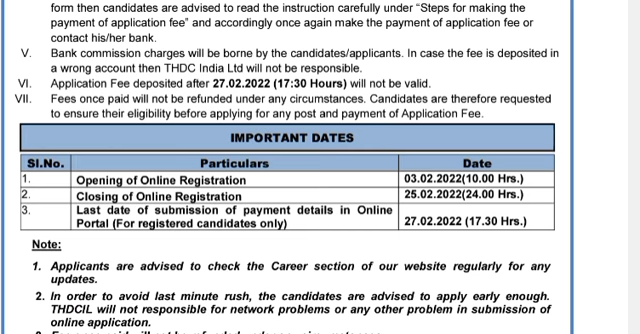 form then candidates are advised to read the instruction carefully under "Steps for making the
payment of application fee" and accordingly once again make the payment of application fee or
contact his/her bank.
V. Bank commission charges will be borne by the candidates/applicants. In case the fee is deposited in
a wrong account then THDC India Ltd will not be responsible.
VI. Application Fee deposited after 27.02.2022 (17:30 Hours) will not be valid.
VII. Fees once paid will not be refunded under any circumstances. Candidates are therefore requested
to ensure their eligibility before applying for any post and payment of Application Fee.
IMPORTANT DATES
Sl.No. Particulars Date
1. Opening of Online Registration 03.02.2022(10.00 Hrs.)
2. Closing of Online Registration 25.02.2022(24.00 Hrs.)
3. Last date of submission of payment details in Online
Portal (For registered candidates only) 27.02.2022 (17.30 Hrs.)
Note:
1. Applicants are advised to check the Career section of our website regularly for any
updates.
2. In order to avoid last minute rush, the candidates are advised to apply early enough.
THDCIL will not responsible for network problems or any other problem in submission of
online application.